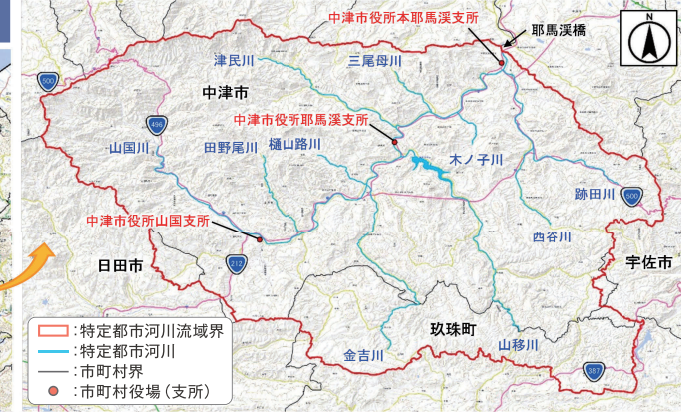 中津市役所本耶馬渓支所
耶馬溪橋
N
津民川
三尾母川
500
中津市
496
中津市役所耶馬溪支所
山国川
田野尾川
樋山路川
木ノ子川
跡田川
500
中津市役所山国支所
西谷川
212
日田市
宇佐市
玖珠町
山移川
金吉川
387
:特定都市河川流域界
:特定都市河川
:市町村界
:市町村役場(支所)